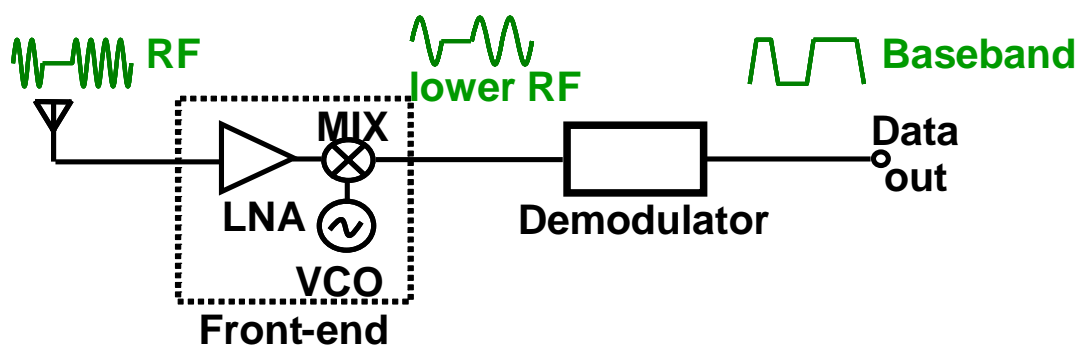 RF
lower RF
Baseband
MIX
LNA
VCO
Front-end
Demodulator
Data
out